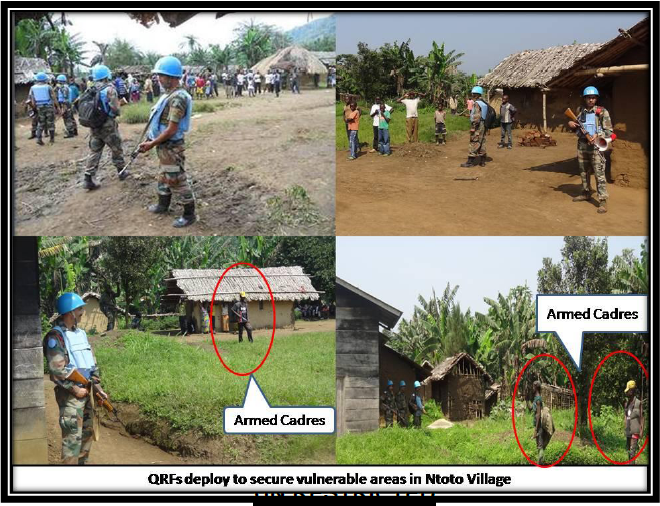 Armed Cadres
Armed Cadres
QRFs deploy to secure vulnerable areas in Ntoto Village